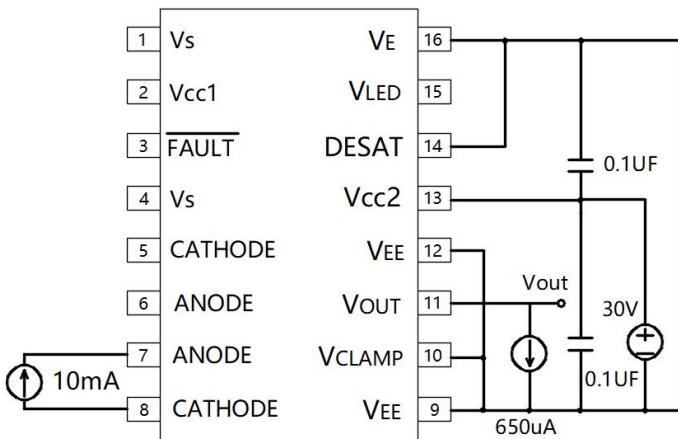 1 Vs VE 16
2 Vcc1 VLED 15
3 FAULT DESAT 14
0.1UF
4 Vs Vcc2 13
5 CATHODE VEE 12
Vout
6 ANODE VOUT 11
30V
7 ANODE VCLAMP 10
10mA
0.1UF
8 CATHODE VEE 9
650uA